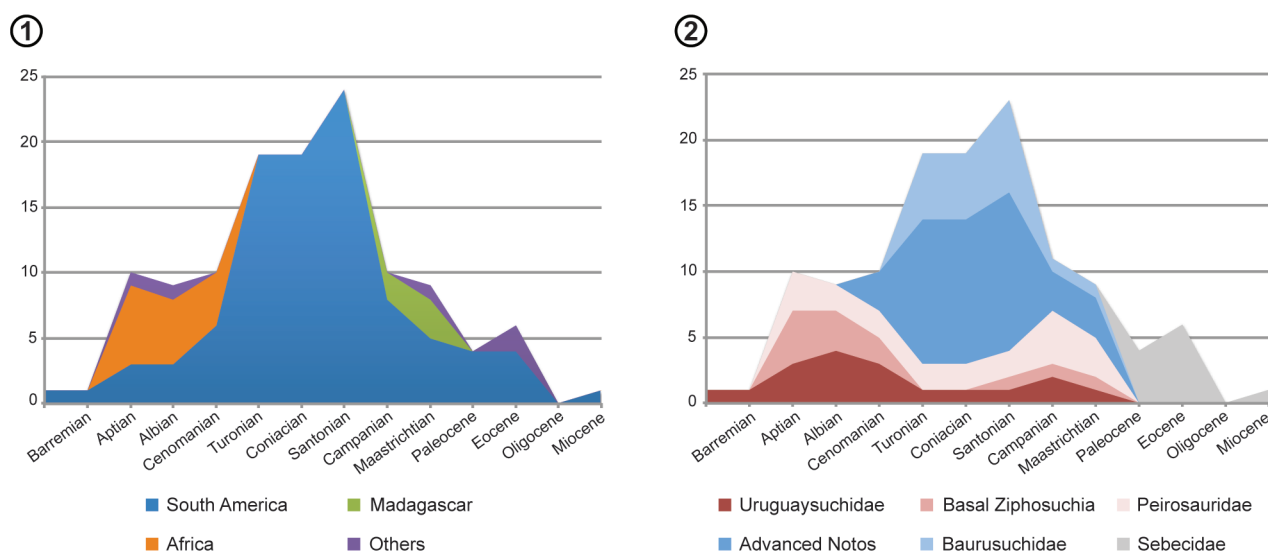 1
25
20
15
10
5
0
Barremian
Aptian
Albian
Cenomanian
Turonian
Coniacian
Santonian
Campanian
Maastrichtian
Paleocene
Eocene
Oligocene
Miocene
South America
Madagascar
Africa
Others
2
25
20
15
10
5
0
Barremian
Aptian
Albian
Cenomanian
Turonian
Coniacian
Santonian
Campanian
Maastrichtian
Paleocene
Eocene
Oligocene
Miocene
Uruguaysuchidae
Basal Ziphosuchia
Peirosauridae
Advanced Notos
Baurusuchidae
Sebecidae